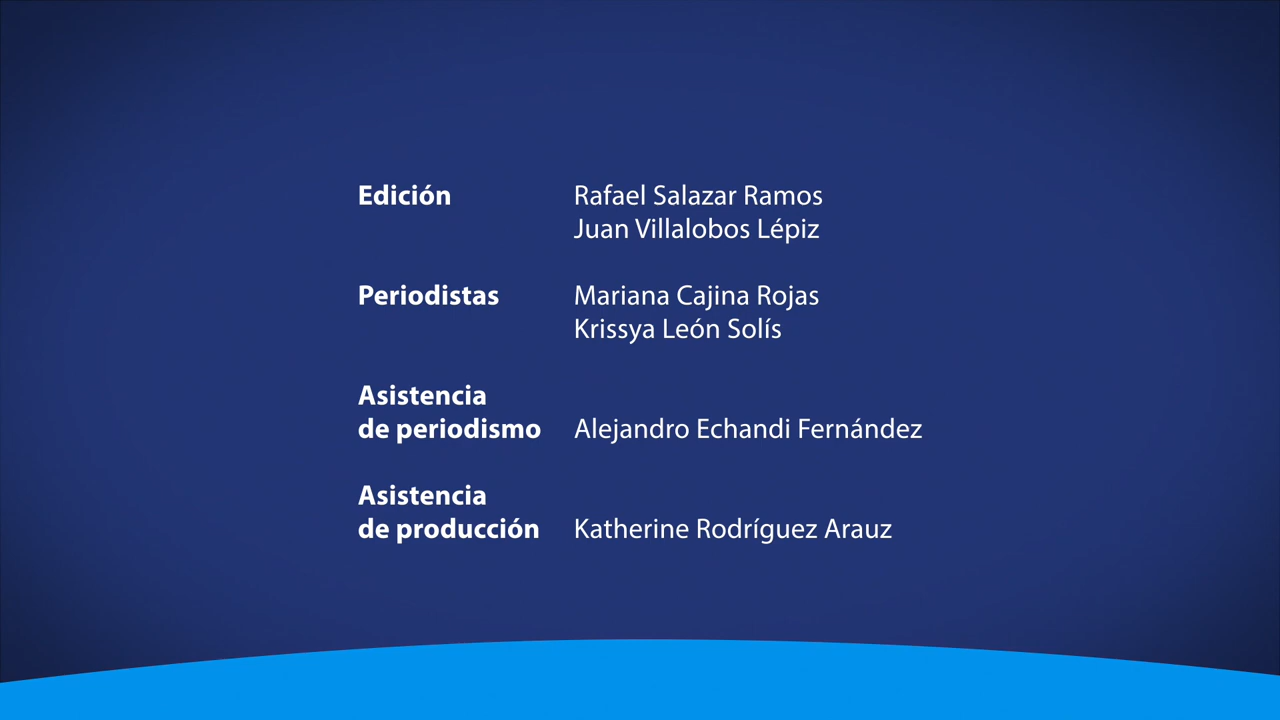 Edición Rafael Salazar Ramos
Juan Villalobos Lépiz
Periodistas Mariana Cajina Rojas
Krissya León Solís
Asistencia
de periodismo Alejandro Echandi Fernández
Asistencia
de producción Katherine Rodríguez Arauz